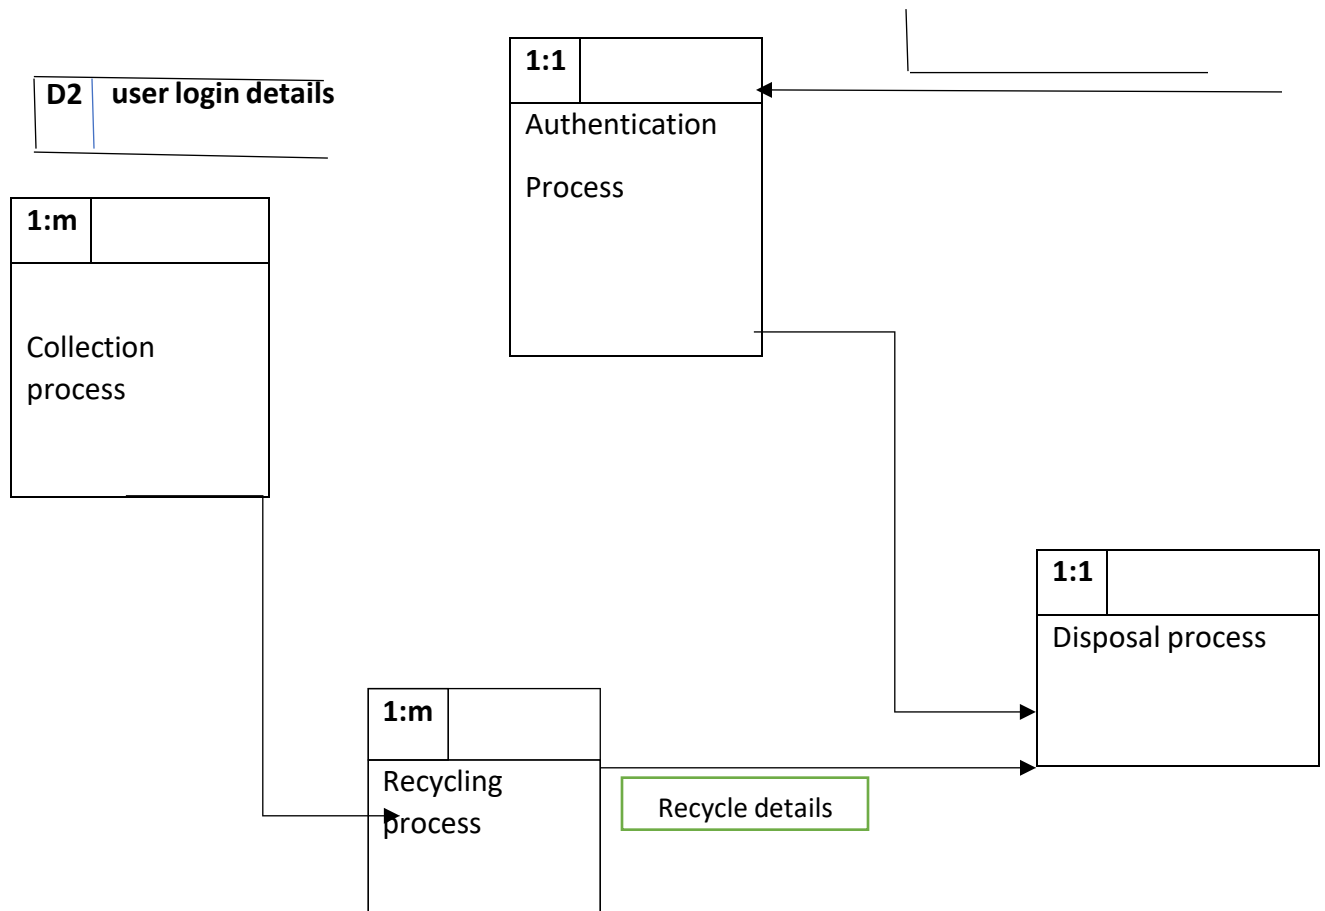 1:1
D2 user login details
Authentication
Process
1:m
Collection
process
1:1
Disposal process
1:m
Recycling
process
Recycle details